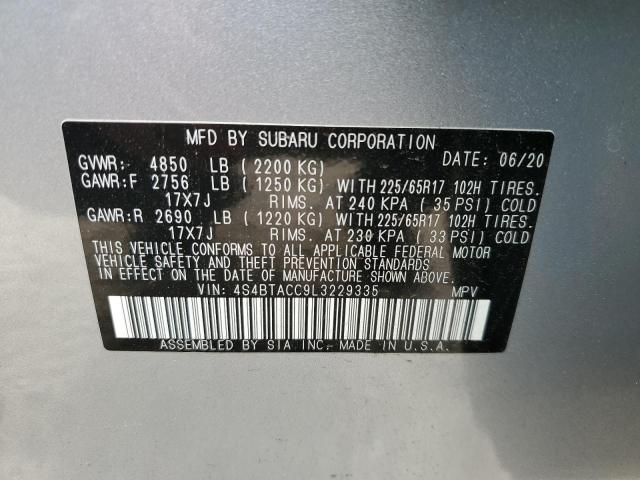 MFD BY SUBARU CORPORATION
GVWR: 4850 LB (2200 KG) DATE: 06/20
GAWR:F 2756 LB (1250 KG) WITH 225/65R17 102H TIRES.
17X7J RIMS. AT 240 KPA (35 PSI) COLD
GAWR:R 2690 LB (1220 KG) WITH 225/65R17 102H TIRES.
17X7J RIMS. AT 230 KPA (33 PSI) COLD
THIS VEHICLE CONFORMS TO ALL APPLICABLE FEDERAL MOTOR
VEHICLE SAFETY AND THEFT PREVENTION STANDARDS
IN EFFECT ON THE DATE OF MANUFACTURE SHOWN ABOVE.
VIN: 4S4BTACC9L3229335 MPV
ASSEMBLED BY SIA INC. MADE IN U.S.A.